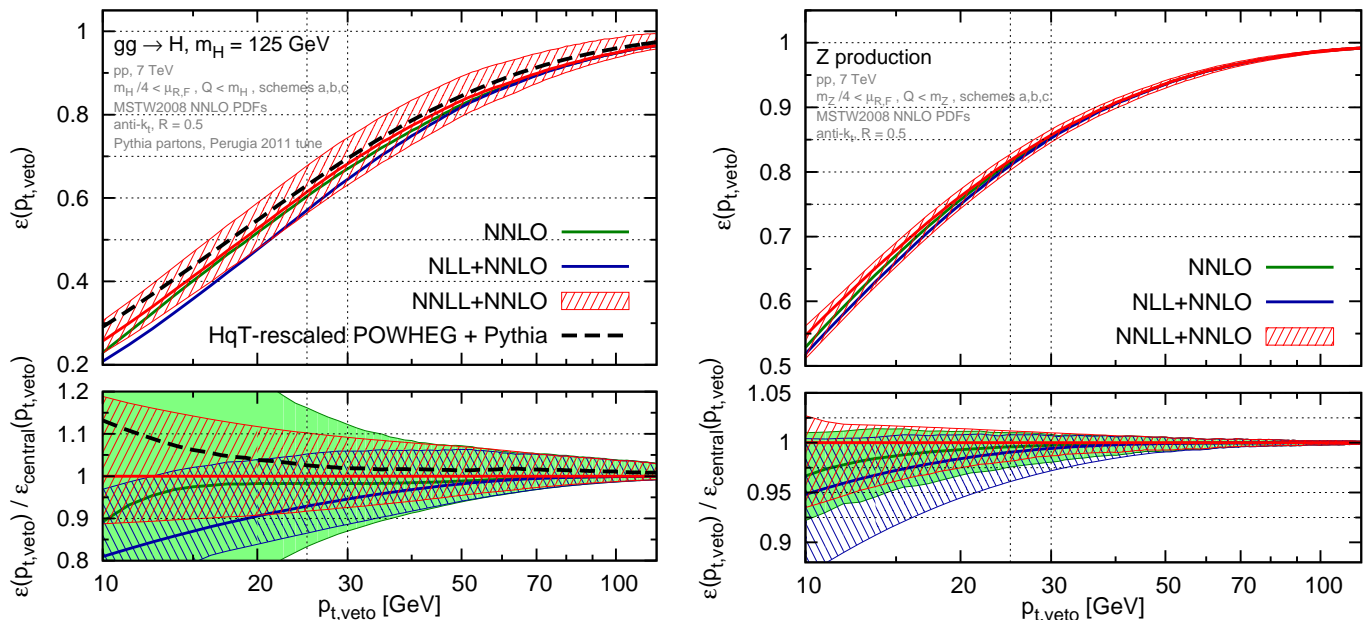 gg → H, m_H = 125 GeV
pp, 7 TeV
m_H /4 < μ_R,F , Q < m_H , schemes a,b,c
MSTW2008 NNLO PDFs
anti-k_t, R = 0.5
Pythia partons, Perugia 2011 tune
ε(p_t,veto)
1
0.8
0.6
0.4
0.2
NNLO
NLL+NNLO
NNLL+NNLO
HqT-rescaled POWHEG + Pythia
ε(p_t,veto) / ε_central(p_t,veto)
1.2
1.1
1
0.9
0.8
10 20 30 50 70 100
p_t,veto [GeV]
Z production
pp, 7 TeV
m_Z /4 < μ_R,F , Q < m_Z , schemes a,b,c
MSTW2008 NNLO PDFs
anti-k_t, R = 0.5
ε(p_t,veto)
1
0.9
0.8
0.7
0.6
0.5
NNLO
NLL+NNLO
NNLL+NNLO
ε(p_t,veto) / ε_central(p_t,veto)
1.05
1
0.95
0.9
10 20 30 50 70 100
p_t,veto [GeV]